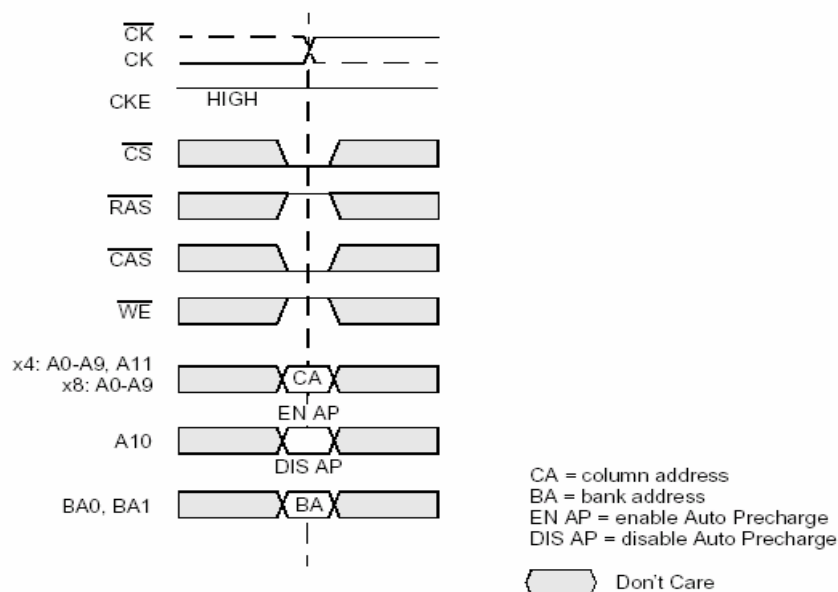 CK
CK
CKE
HIGH
CS
RAS
CAS
WE
x4: A0-A9, A11
x8: A0-A9
CA
EN AP
A10
DIS AP
BA0, BA1
BA
CA = column address
BA = bank address
EN AP = enable Auto Precharge
DIS AP = disable Auto Precharge
Don't Care